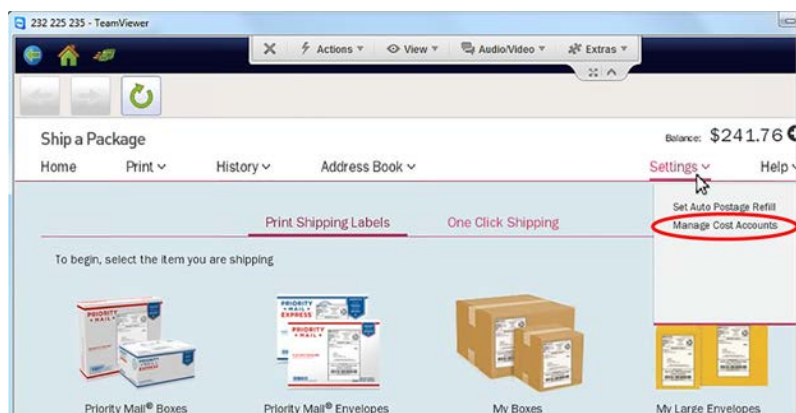 232 225 235 - TeamViewer
Actions View Audio/Video Extras
Ship a Package
Balance: $241.76
Home Print History Address Book Settings Help
Set Auto Postage Refill
Manage Cost Accounts
Print Shipping Labels One Click Shipping
To begin, select the item you are shipping
PRIORITY
MAIL
PRIORITY
MAIL
EXPRESS
PRIORITY
MAIL
Priority Mail® Boxes Priority Mail® Envelopes My Boxes My Large Envelopes